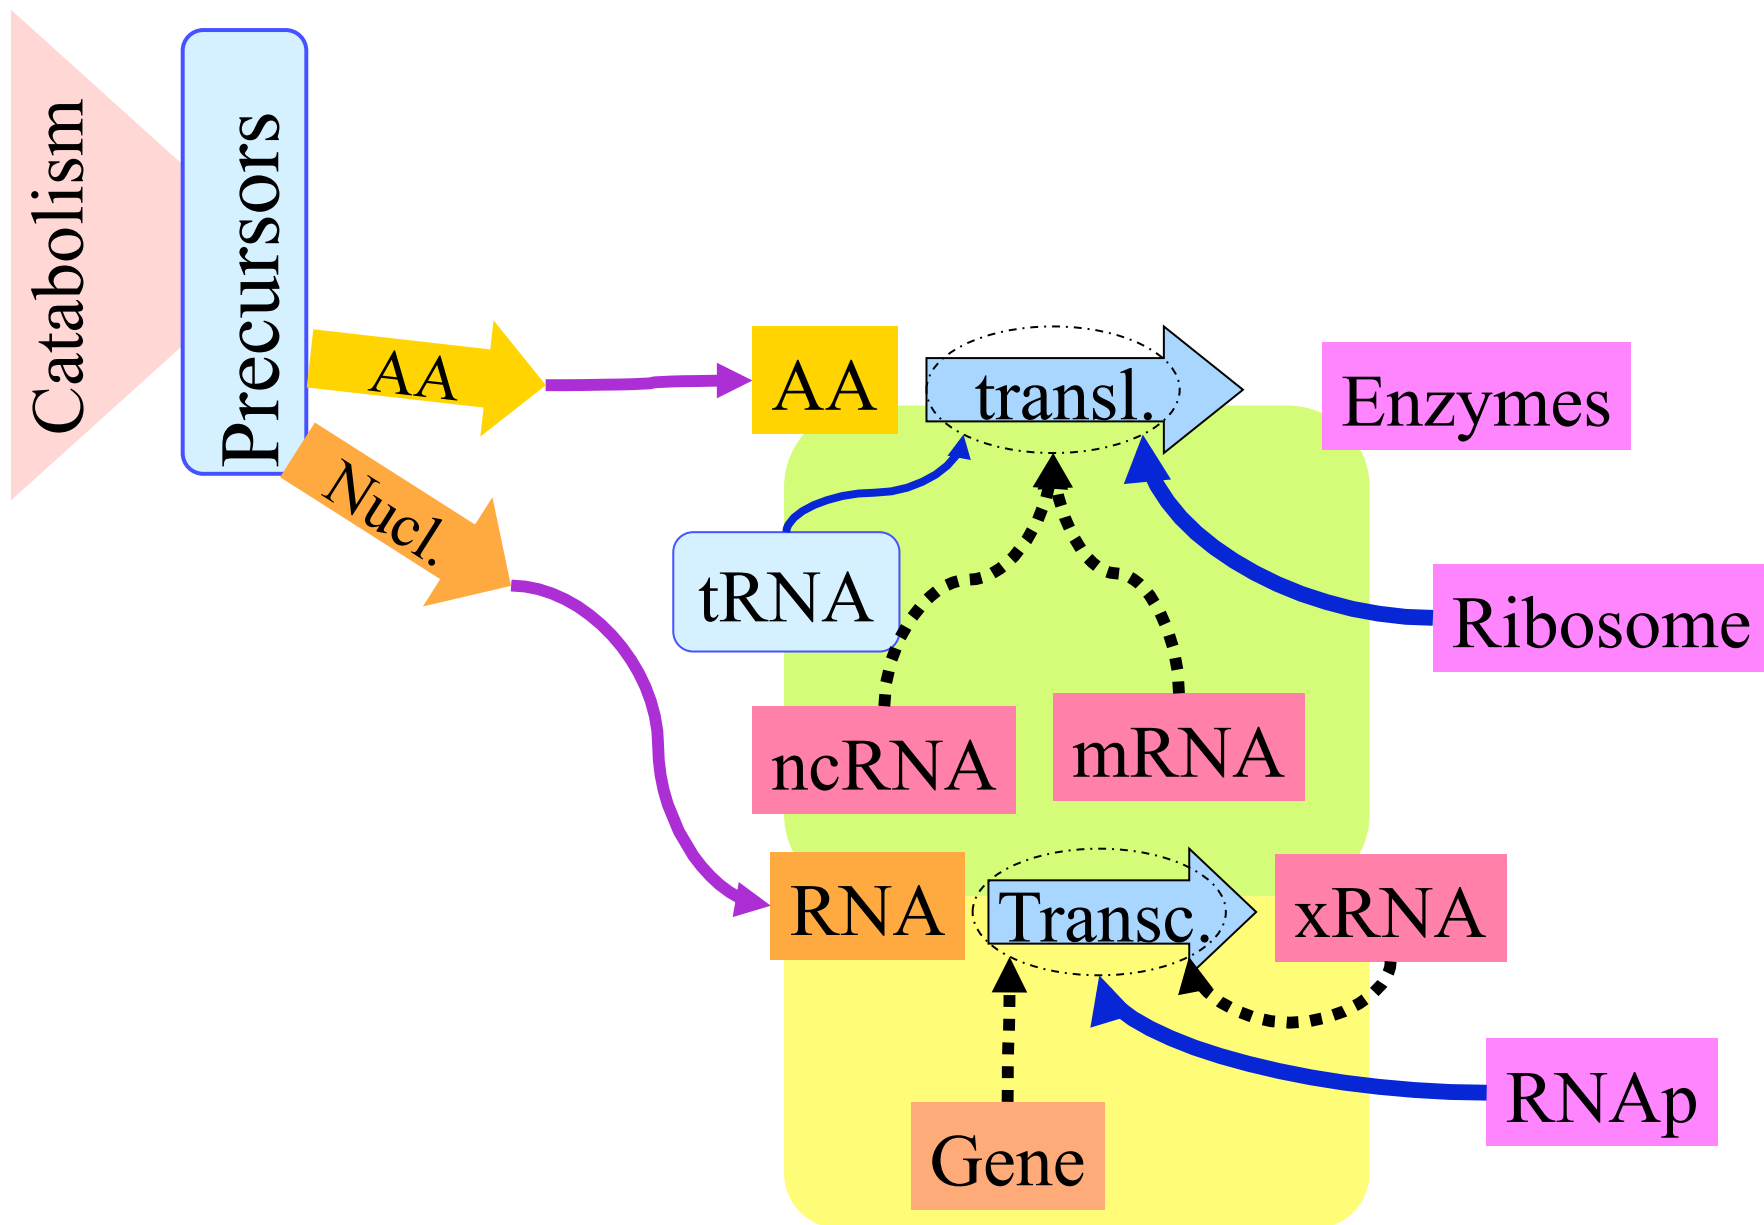 Catabolism
Precursors
AA
Nucl.
AA
transl.
Enzymes
tRNA
Ribosome
ncRNA
mRNA
RNA
Transc.
xRNA
RNAp
Gene